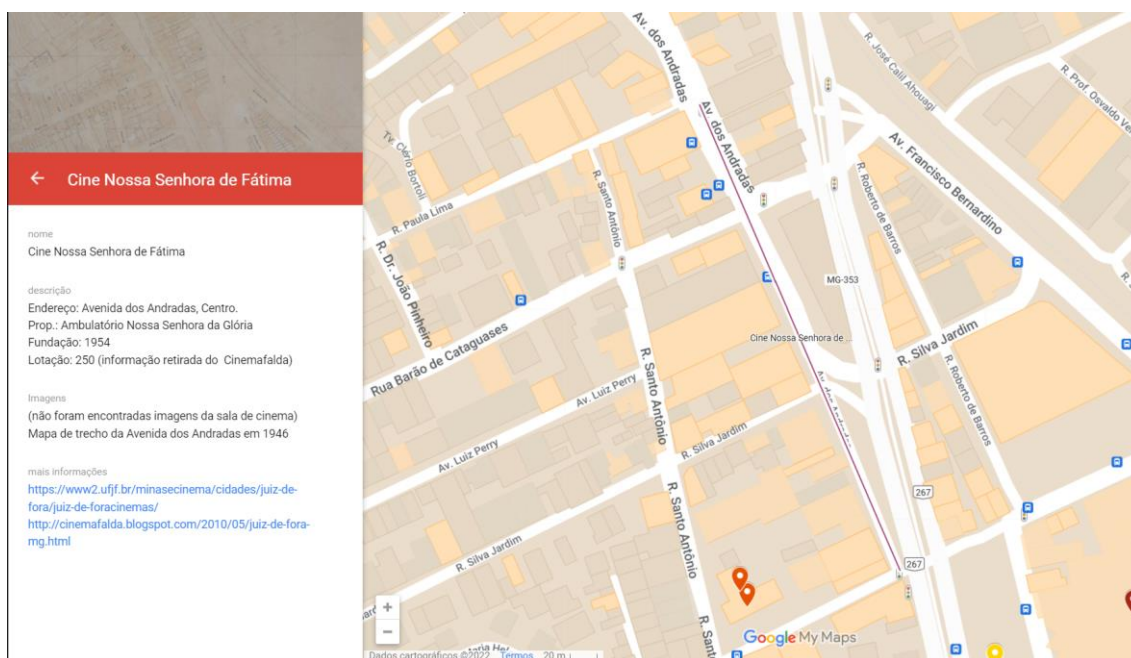 Cine Nossa Senhora de Fátima
nome
Cine Nossa Senhora de Fátima
descrição
Endereço: Avenida dos Andradas, Centro.
Prop.: Ambulatório Nossa Senhora da Glória
Fundação: 1954
Lotação: 250 (informação retirada do Cinemafalda)
Imagens
(não foram encontradas imagens da sala de cinema)
Mapa de trecho da Avenida dos Andradas em 1946
mais informações
https://www2.ufjf.br/minasecinema/cidades/juiz-de-
fora/juiz-de-foracinemas/
http://cinemafalda.blogspot.com/2010/05/juiz-de-fora-
mg.html
Av. dos Andradas
Av. dos Andradas
R. José Calil Ahouagi
R. Prof. Osvaldo
Tv. Clério Bortoli
R. Paula Lima
R. Santo Antônio
Av. Francisco Bernardino
R. Roberto de Barros
R. Dr. João Pinheiro
MG-353
Rua Barão de Cataguases
Cine Nossa Senhora de ...
R. Silva Jardim
R. Santo Antônio
Av. Luiz Perry
Av. dos Andradas
R. Roberto de Barros
Av. Luiz Perry
R. Silva Jardim
267
R. Santo Antônio
R. Silva Jardim
267
+
−
R. Sant
Google My Maps
Dados cartográficos ©2022 Termos 20 m